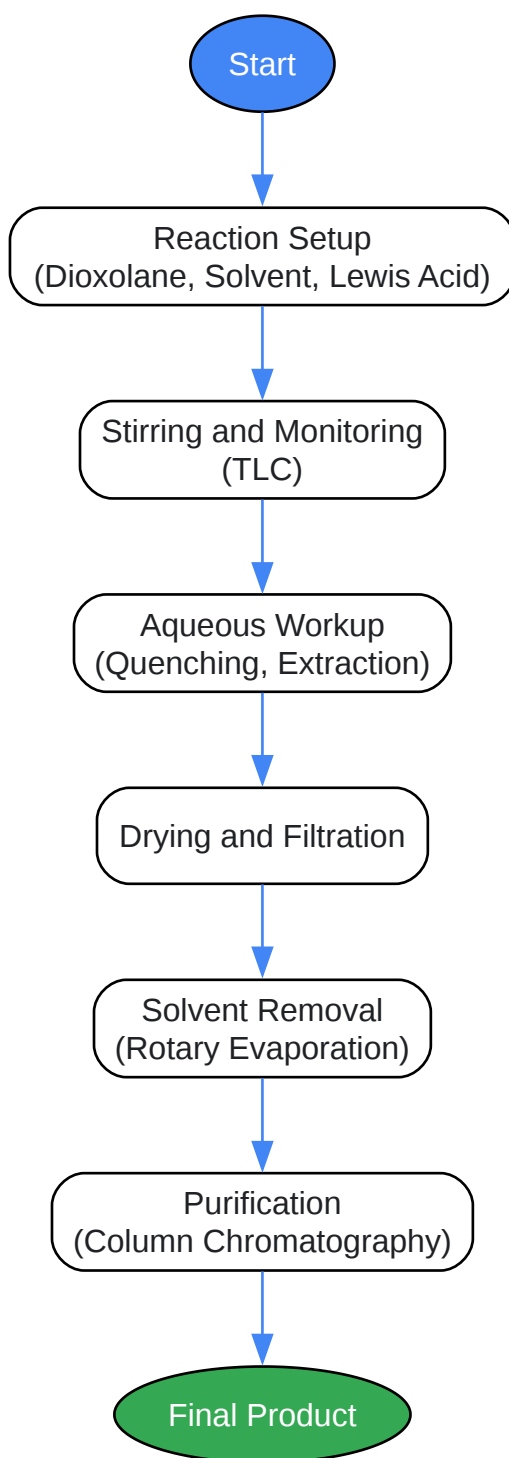 Start
Reaction Setup
(Dioxolane, Solvent, Lewis Acid)
Stirring and Monitoring
(TLC)
Aqueous Workup
(Quenching, Extraction)
Drying and Filtration
Solvent Removal
(Rotary Evaporation)
Purification
(Column Chromatography)
Final Product